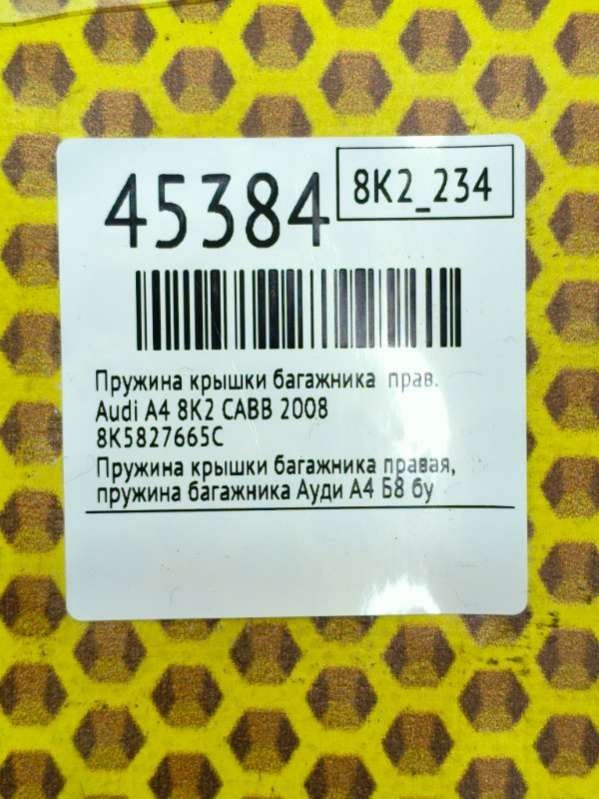 45384
8K2_234
Пружина крышки багажника прав.
Audi A4 8K2 CABB 2008
8K5827665C
Пружина крышки багажника правая,
пружина багажника Ауди А4 Б8 бу